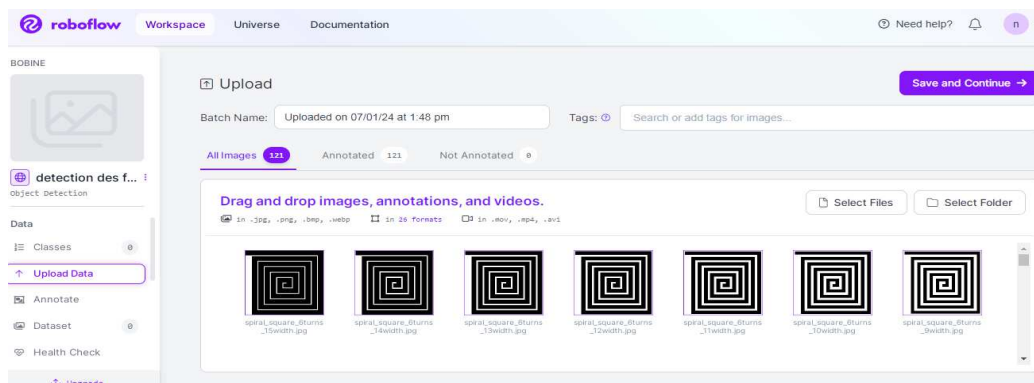 roboflow
Workspace Universe Documentation
Need help?
n
BOBINE
detection des f...
Object Detection
Data
Classes 0
Upload Data
Annotate
Dataset 0
Health Check
Upgrade
Upload
Save and Continue →
Batch Name: Uploaded on 07/01/24 at 1:48 pm
Tags: Search or add tags for images...
All Images 121 Annotated 121 Not Annotated 0
Drag and drop images, annotations, and videos.
in .jpg, .png, .bmp, .webp in 26 formats in .mov, .mp4, .avi
Select Files Select Folder
spiral_square_6turns
_15width.jpg
spiral_square_6turns
_14width.jpg
spiral_square_6turns
_13width.jpg
spiral_square_6turns
_12width.jpg
spiral_square_6turns
_11width.jpg
spiral_square_6turns
_10width.jpg
spiral_square_6turns
_9width.jpg